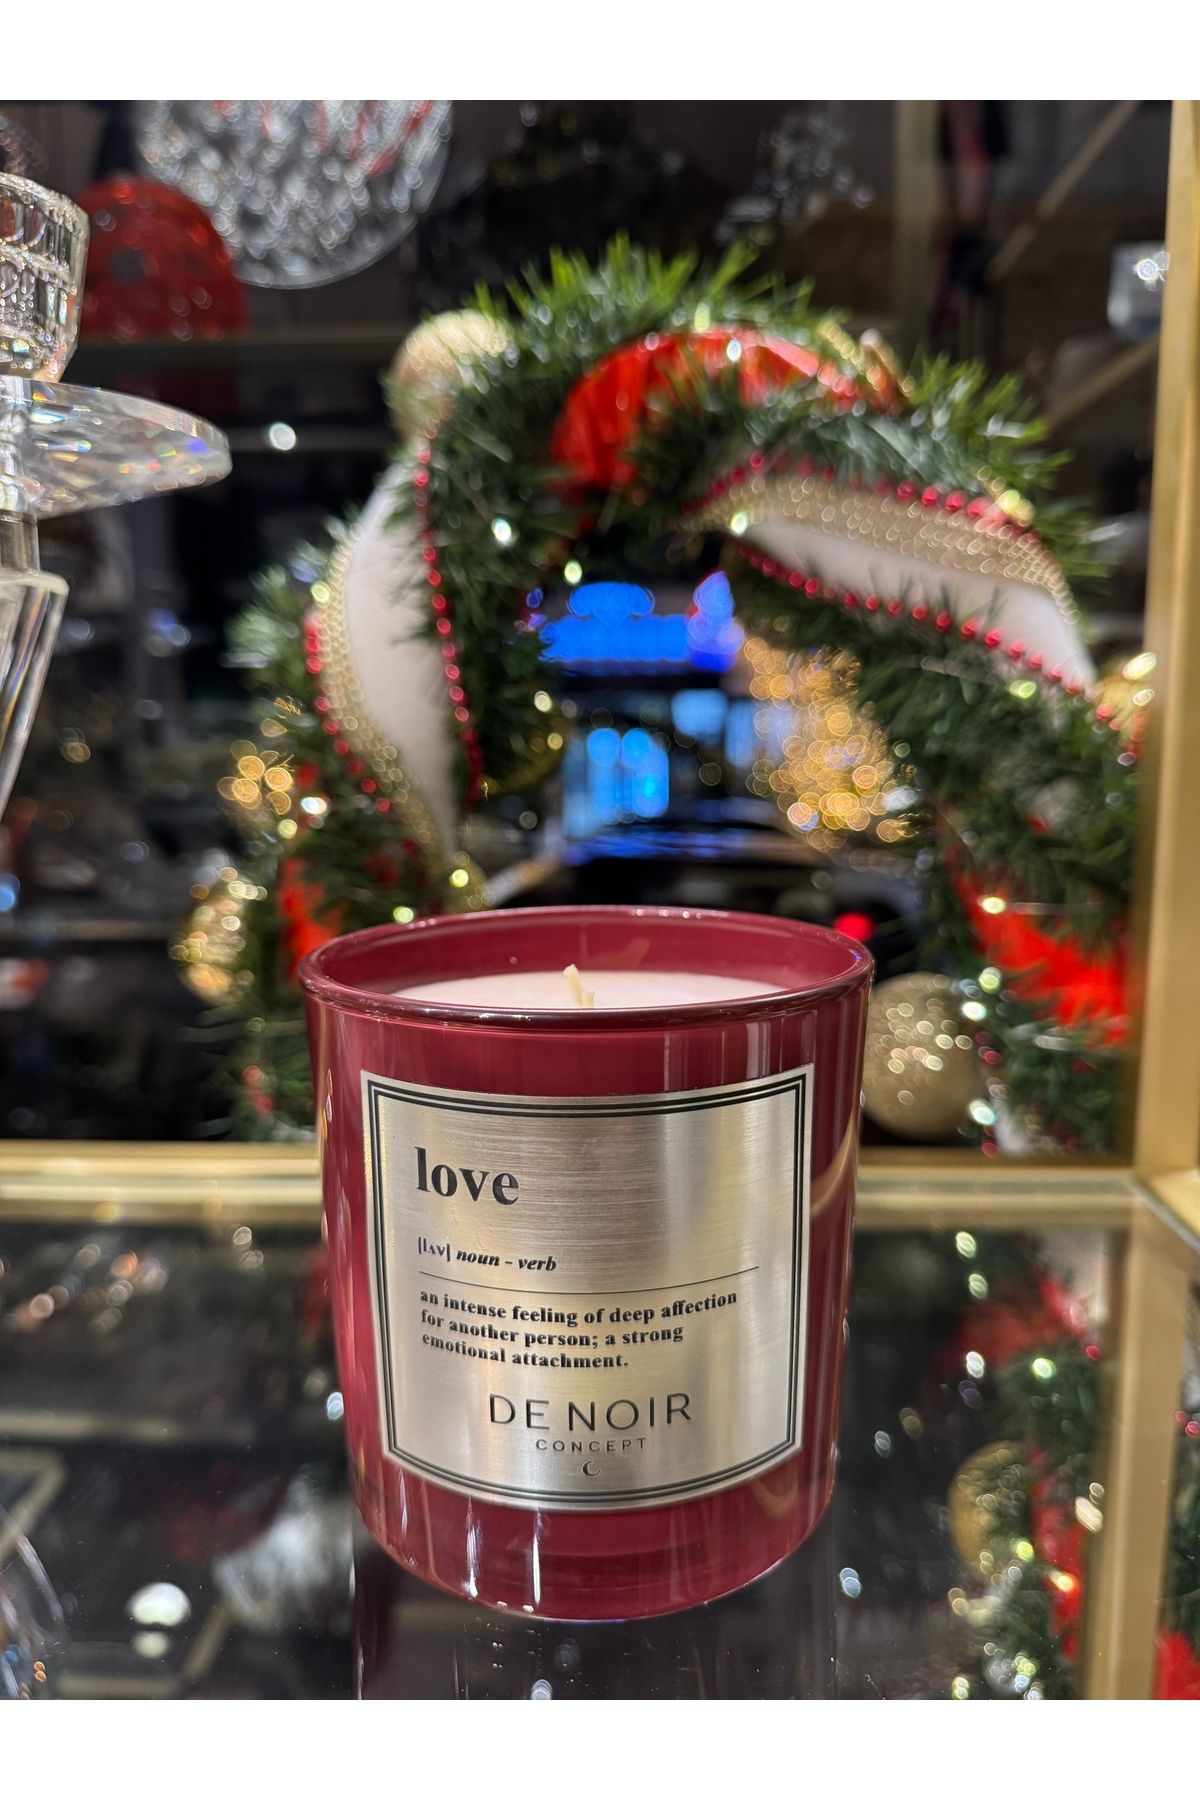 love
[lʌv] noun - verb
an intense feeling of deep affection
for another person; a strong
emotional attachment.
DE NOIR
CONCEPT